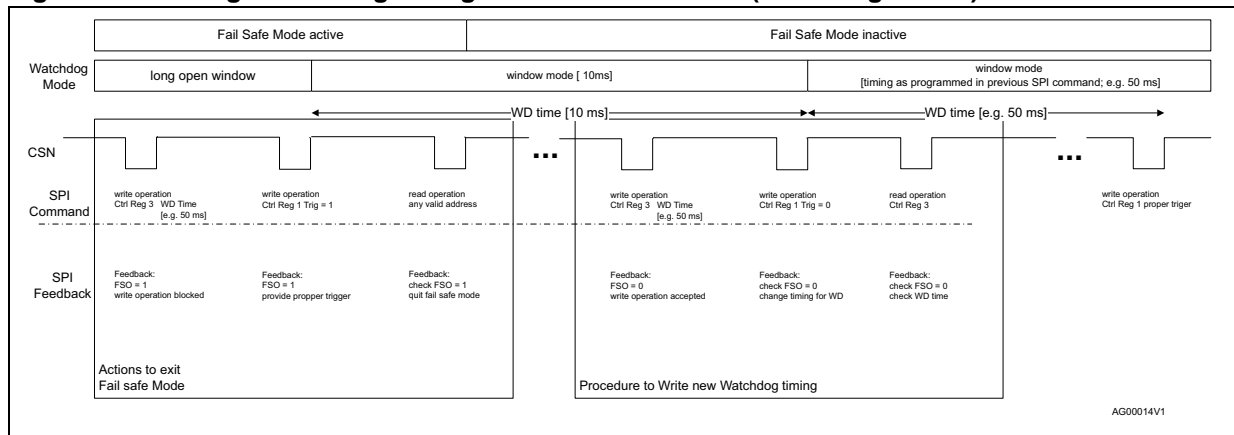 Fail Safe Mode active
Fail Safe Mode inactive
Watchdog
Mode
long open window
window mode [ 10ms]
window mode
[timing as programmed in previous SPI command; e.g. 50 ms]
WD time [10 ms]
WD time [e.g. 50 ms]
CSN
...
...
SPI
Command
write operation
Ctrl Reg 3 WD Time
[e.g. 50 ms]
write operation
Ctrl Reg 1 Trig = 1
read operation
any valid address
write operation
Ctrl Reg 3 WD Time
[e.g. 50 ms]
write operation
Ctrl Reg 1 Trig = 0
read operation
Ctrl Reg 3
write operation
Ctrl Reg 1 proper triger
SPI
Feedback
Feedback:
FSO = 1
write operation blocked
Feedback:
FSO = 1
provide propper trigger
Feedback:
check FSO = 1
quit fail safe mode
Feedback:
FSO = 0
write operation accepted
Feedback:
check FSO = 0
change timing for WD
Feedback:
check FSO = 0
check WD time
Actions to exit
Fail safe Mode
Procedure to Write new Watchdog timing
AG00014V1